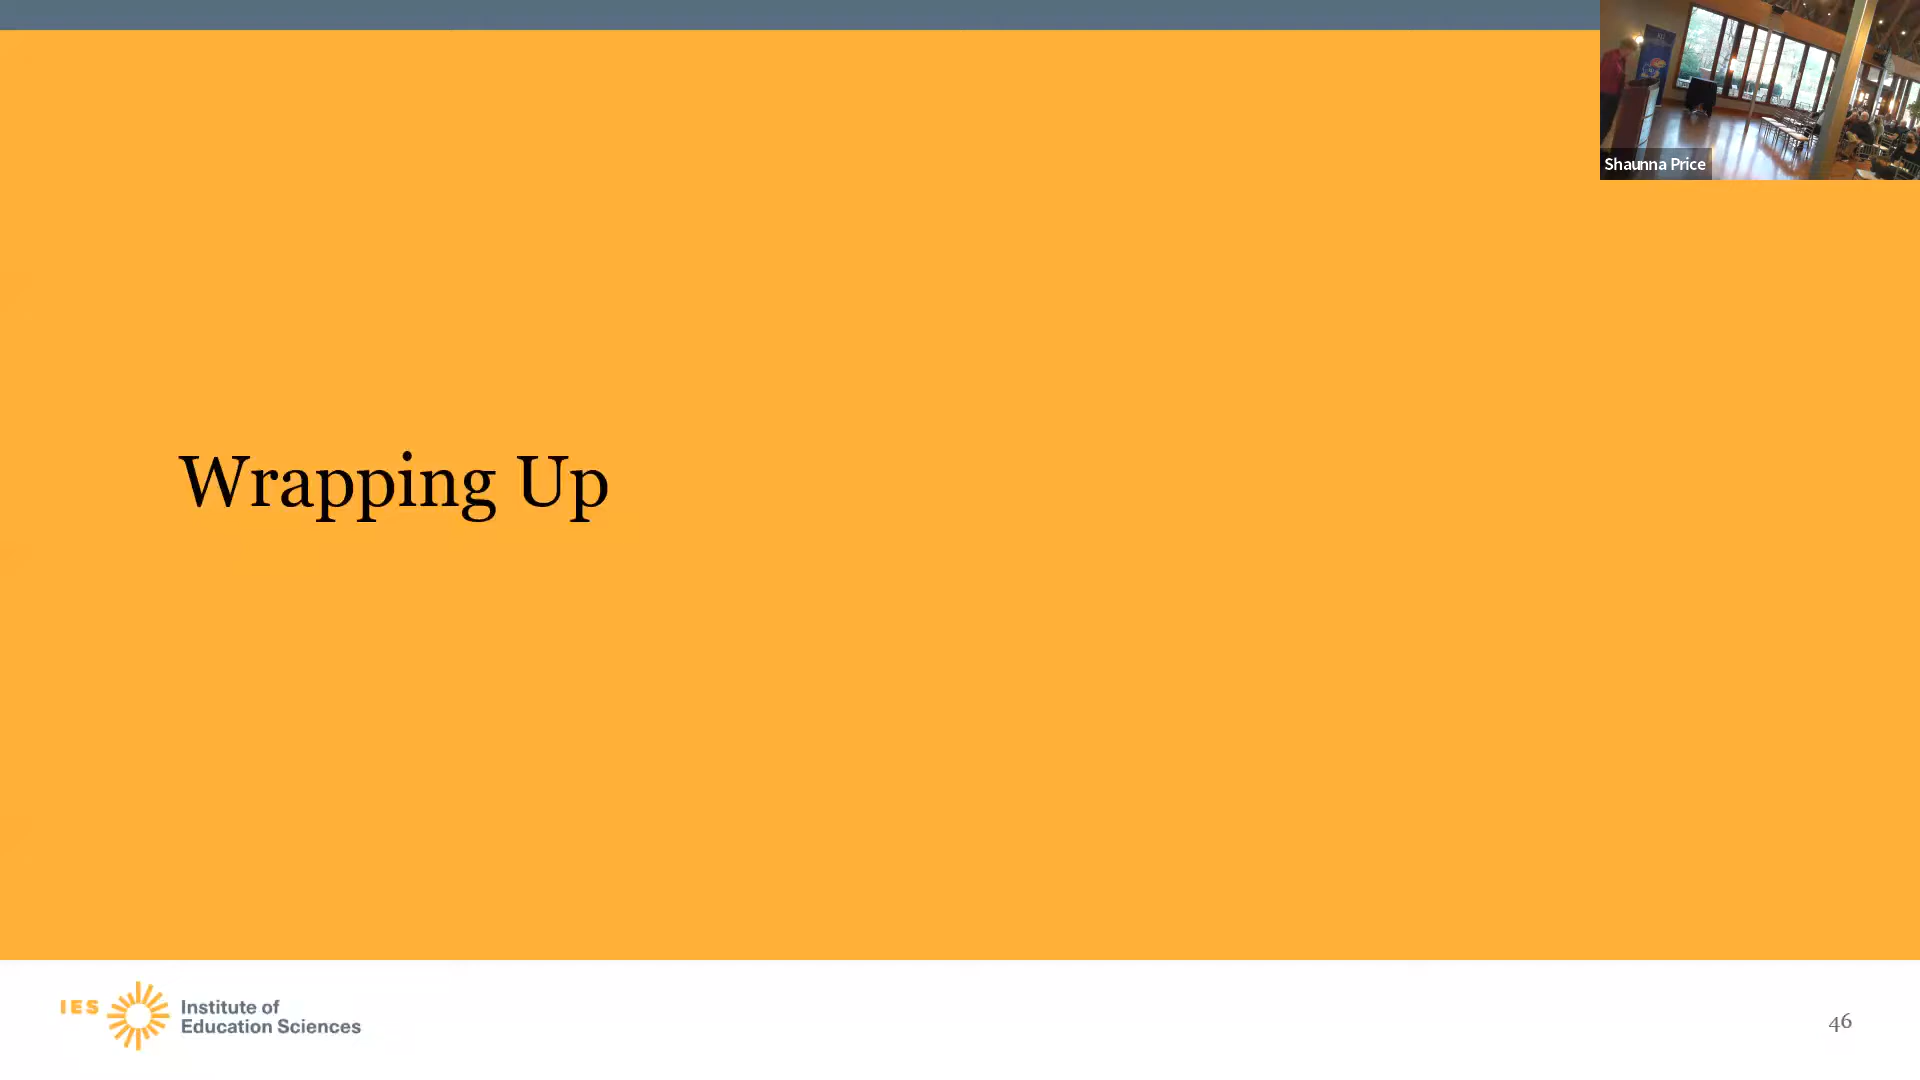 Shaunna Price
Wrapping Up
IES
Institute of
Education Sciences
46